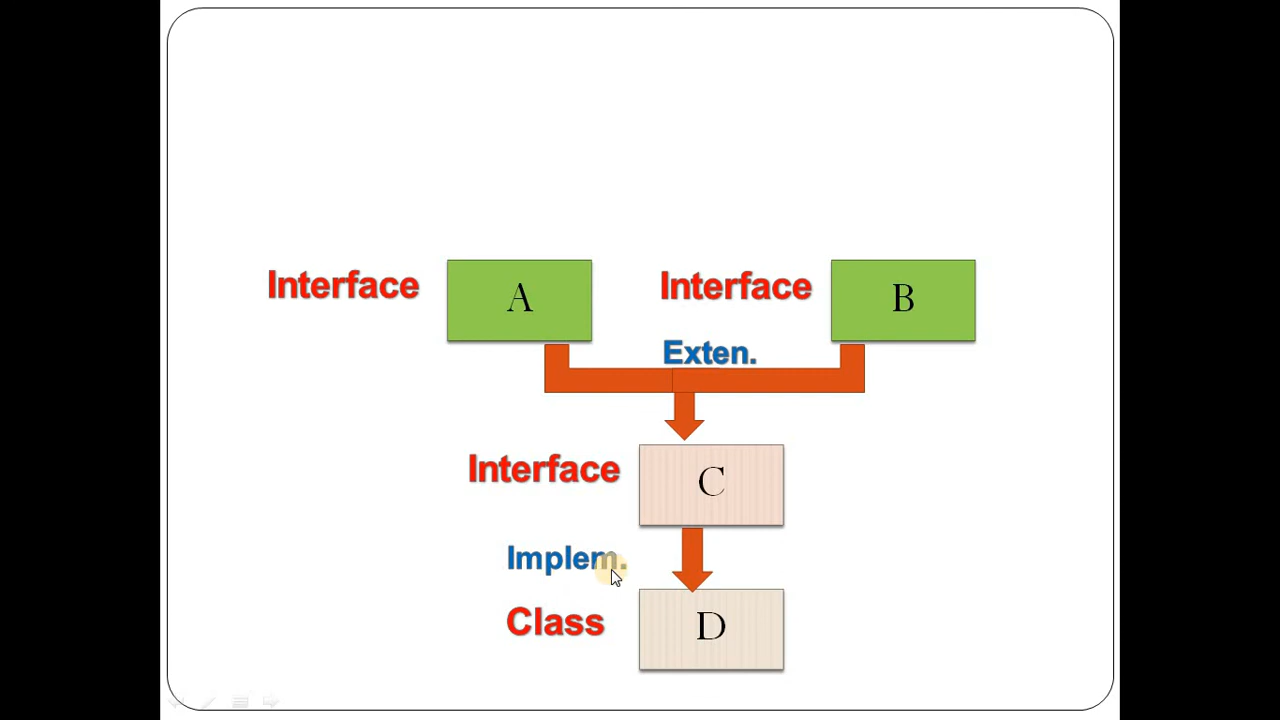 Interface A Interface B
Exten.
Interface C
Implem.
Class D